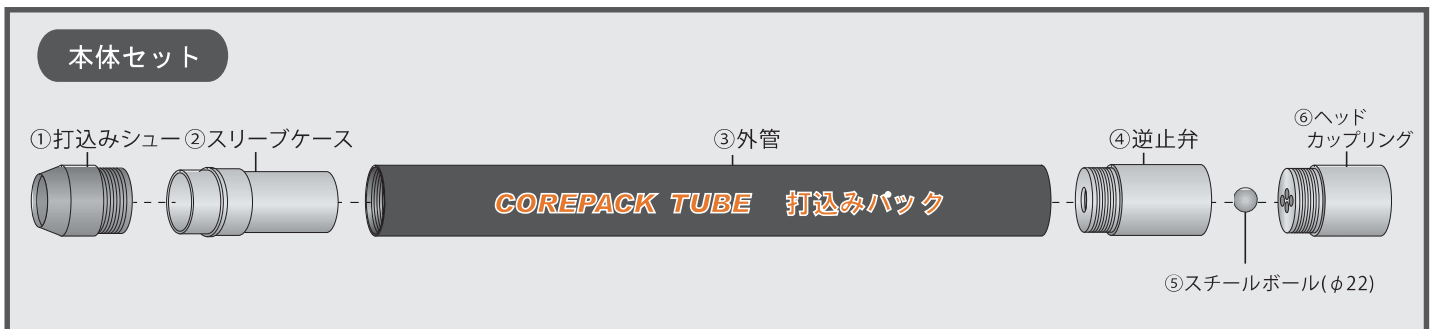 本体セット
①打込みシュー
②スリーブケース
③外管
④逆止弁
⑥ヘッド
カップリング
COREPACK TUBE 打込みパック
⑤スチールボール(φ22)